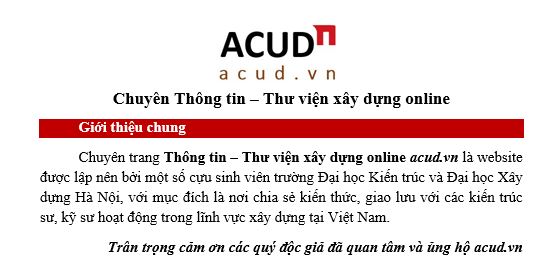 ACUDn
acud.vn
Chuyên Thông tin – Thư viện xây dựng online
Giới thiệu chung
Chuyên trang Thông tin – Thư viện xây dựng online acud.vn là website
được lập nên bởi một số cựu sinh viên trường Đại học Kiến trúc và Đại học Xây
dựng Hà Nội, với mục đích là nơi chia sẻ kiến thức, giao lưu với các kiến trúc
sư, kỹ sư hoạt động trong lĩnh vực xây dựng tại Việt Nam.
Trân trọng cảm ơn các quý độc giả đã quan tâm và ủng hộ acud.vn